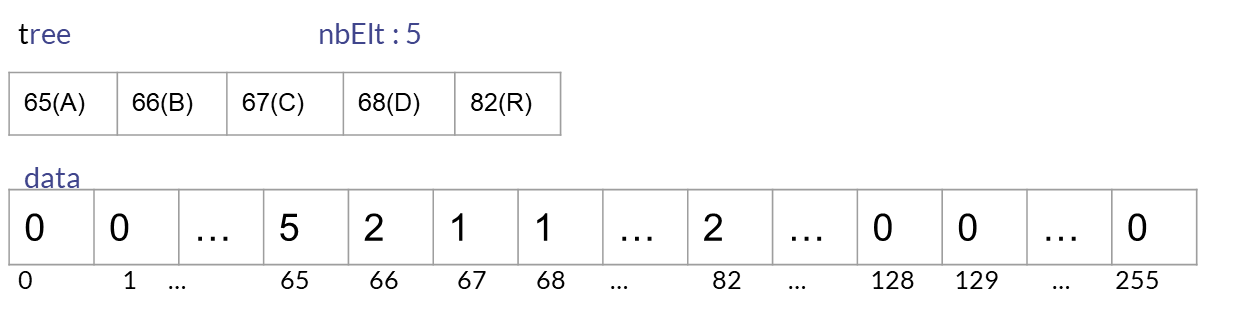 tree nbElt : 5
65(A) 66(B) 67(C) 68(D) 82(R)
data
0 0 ... 5 2 1 1 ... 2 ... 0 0 ... 0
0 1 ... 65 66 67 68 ... 82 ... 128 129 ... 255